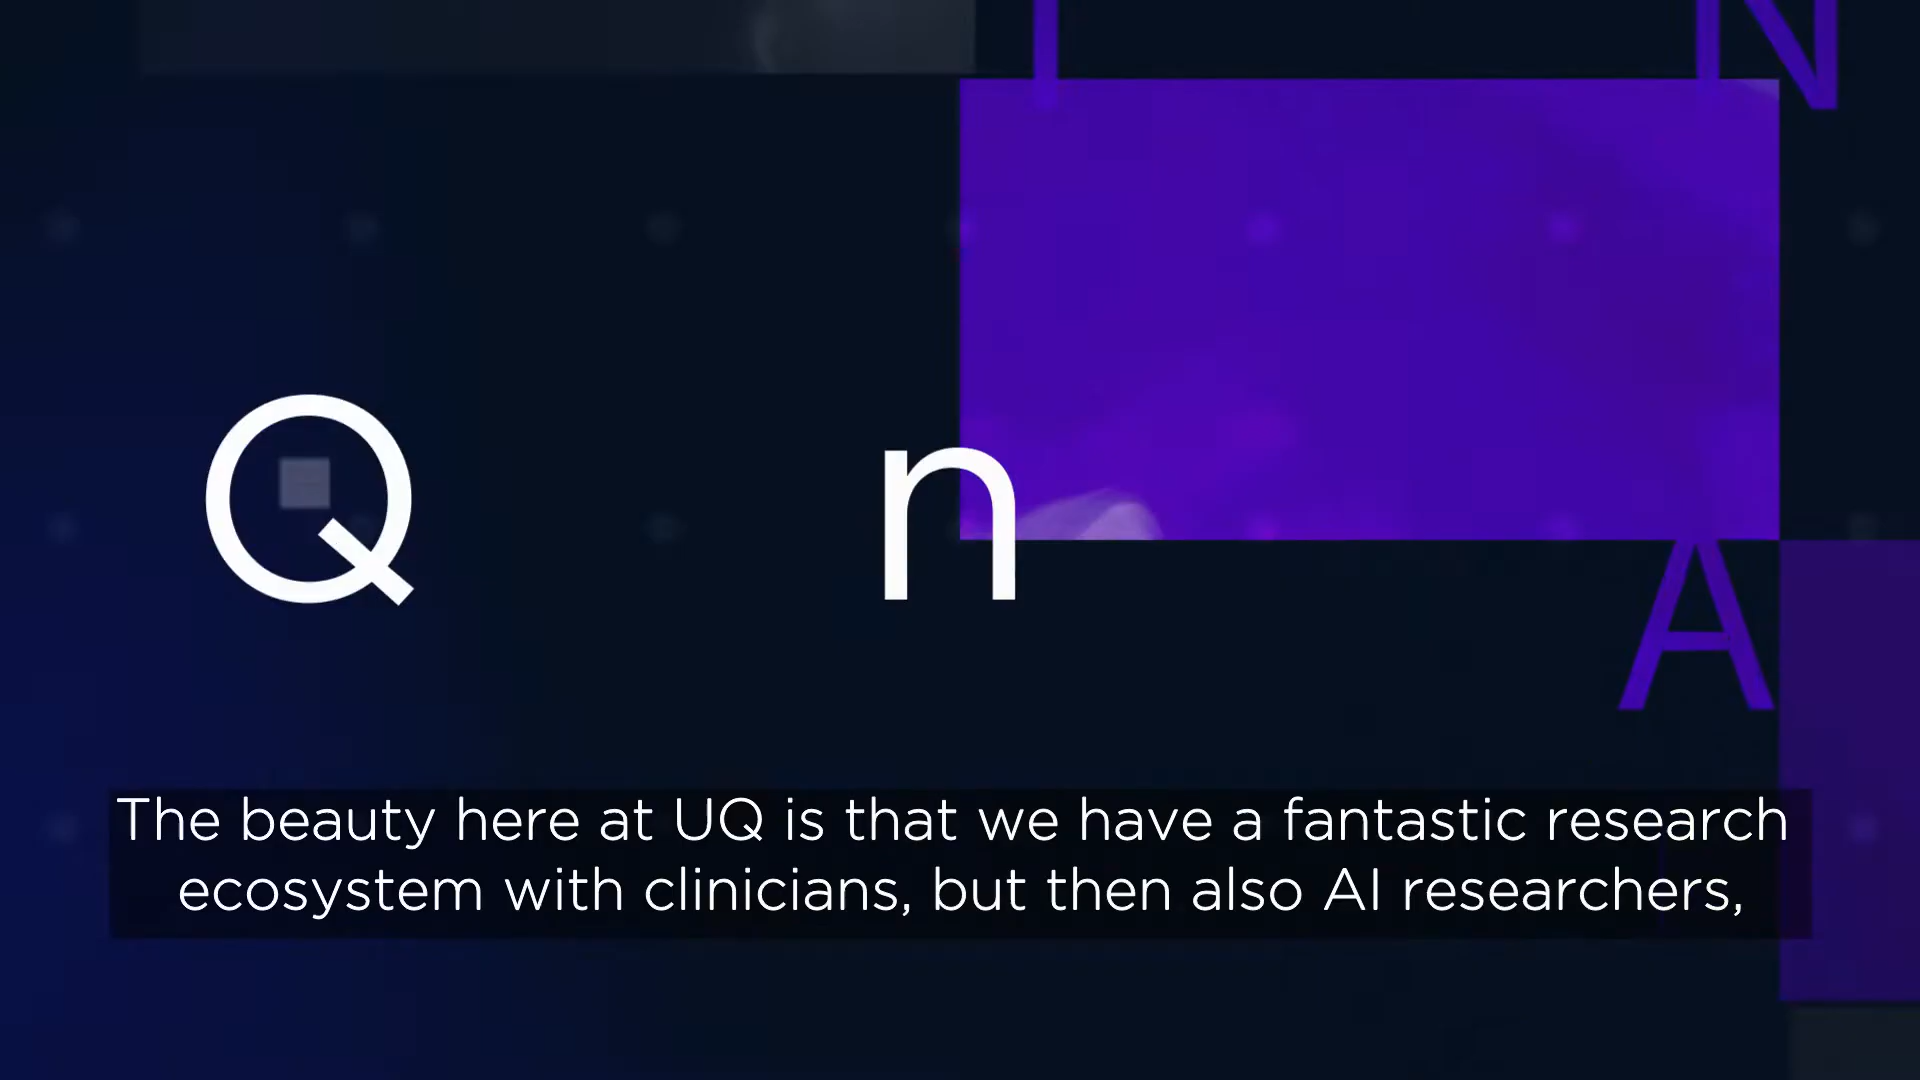 I N
Q n
A
The beauty here at UQ is that we have a fantastic research
ecosystem with clinicians, but then also AI researchers,